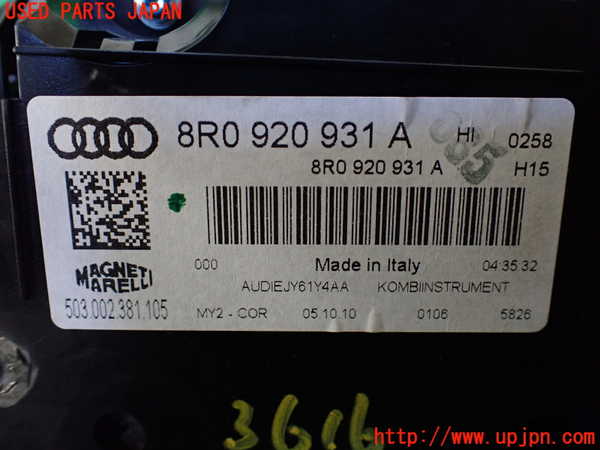 USED PARTS JAPAN
8R0 920 931 A HI 0258
8R0 920 931 A H15
000 Made in Italy 04:35:32
MAGNETI
MARELLI
AUDIEJY61Y4AA KOMBIINSTRUMENT
503.002.381.105 MY2 - COR 05.10.10 0106 5826
3616
http://www.upjpn.com/